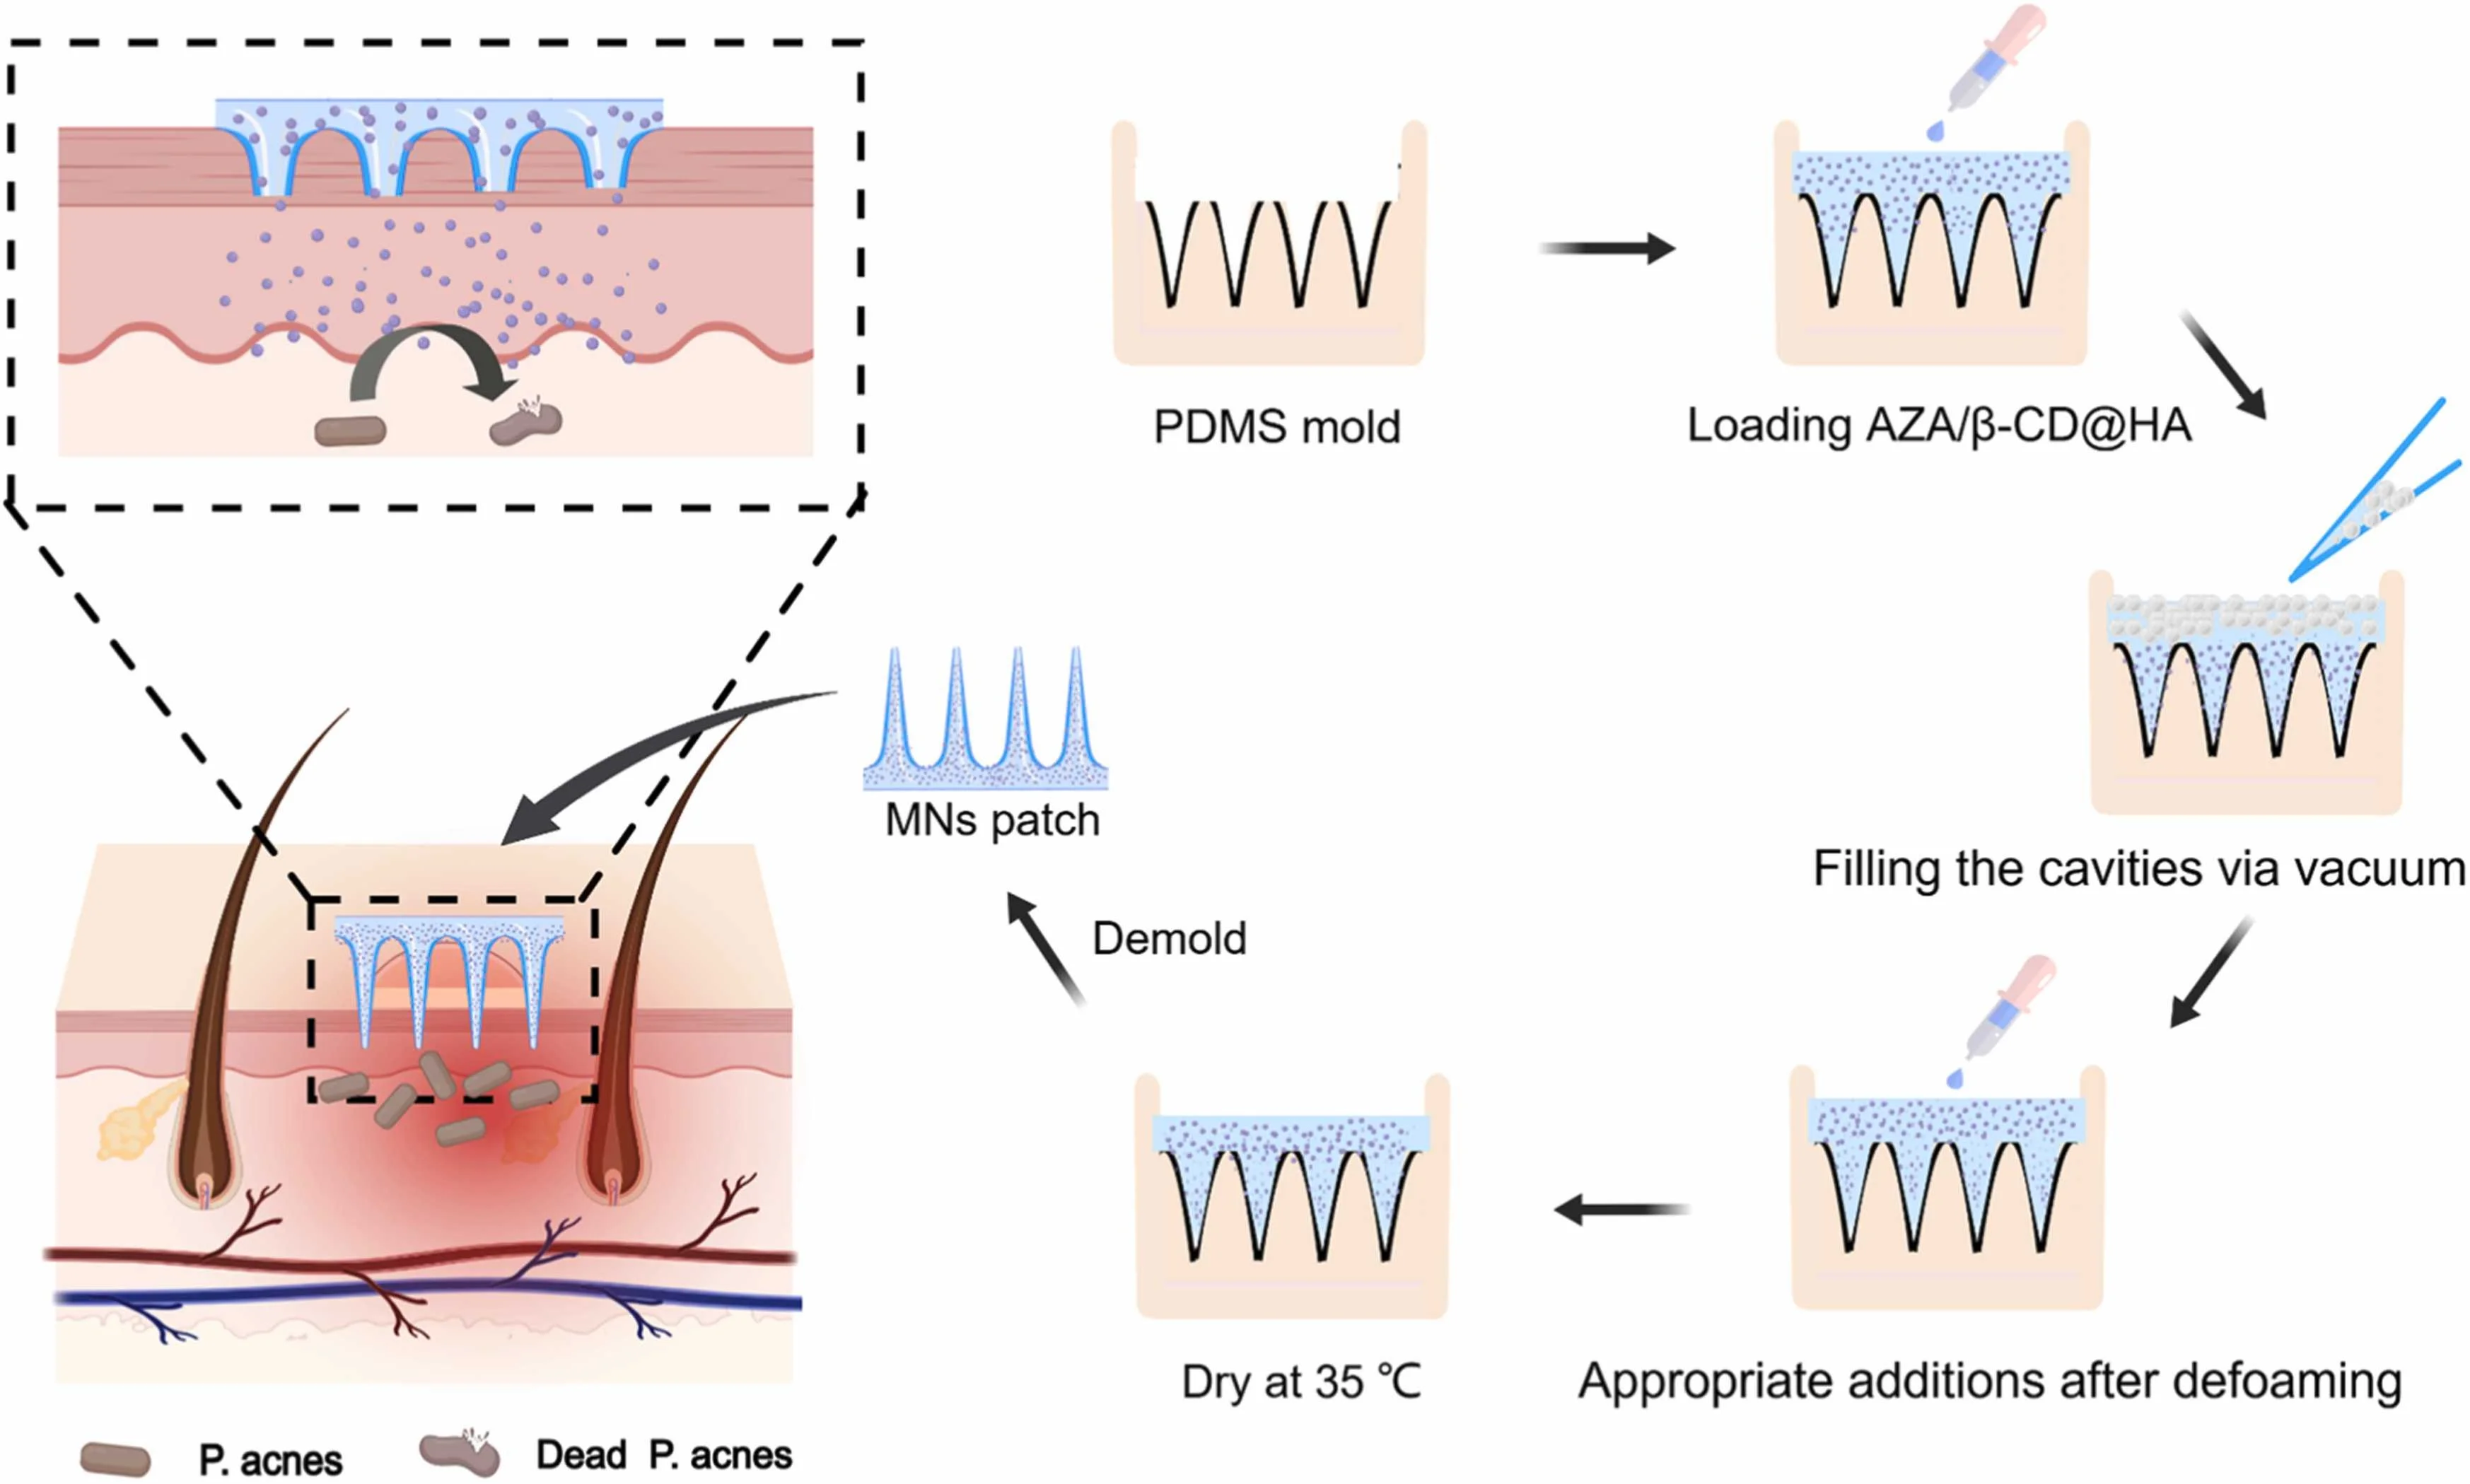 PDMS mold
Loading AZA/β-CD@HA
Filling the cavities via vacuum
Appropriate additions after defoaming
Dry at 35 ℃
Demold
MNs patch
P. acnes
Dead P. acnes